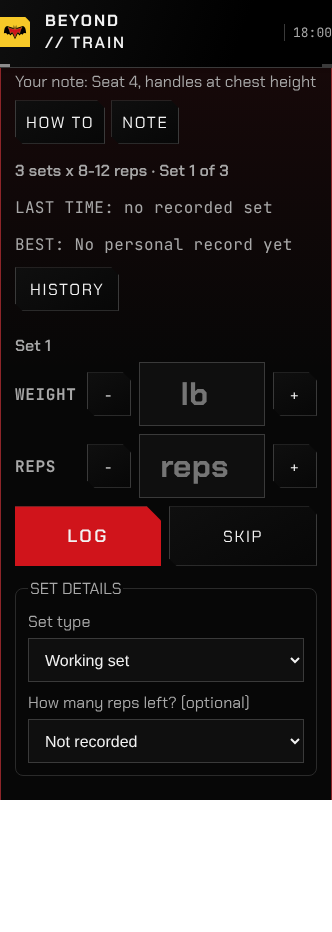 BEYOND
// TRAIN
18:00
Your note: Seat 4, handles at chest height
HOW TO
NOTE
3 sets x 8-12 reps · Set 1 of 3
LAST TIME: no recorded set
BEST: No personal record yet
HISTORY
Set 1
WEIGHT - lb +
REPS - reps +
LOG
SKIP
SET DETAILS
Set type
Working set
How many reps left? (optional)
Not recorded